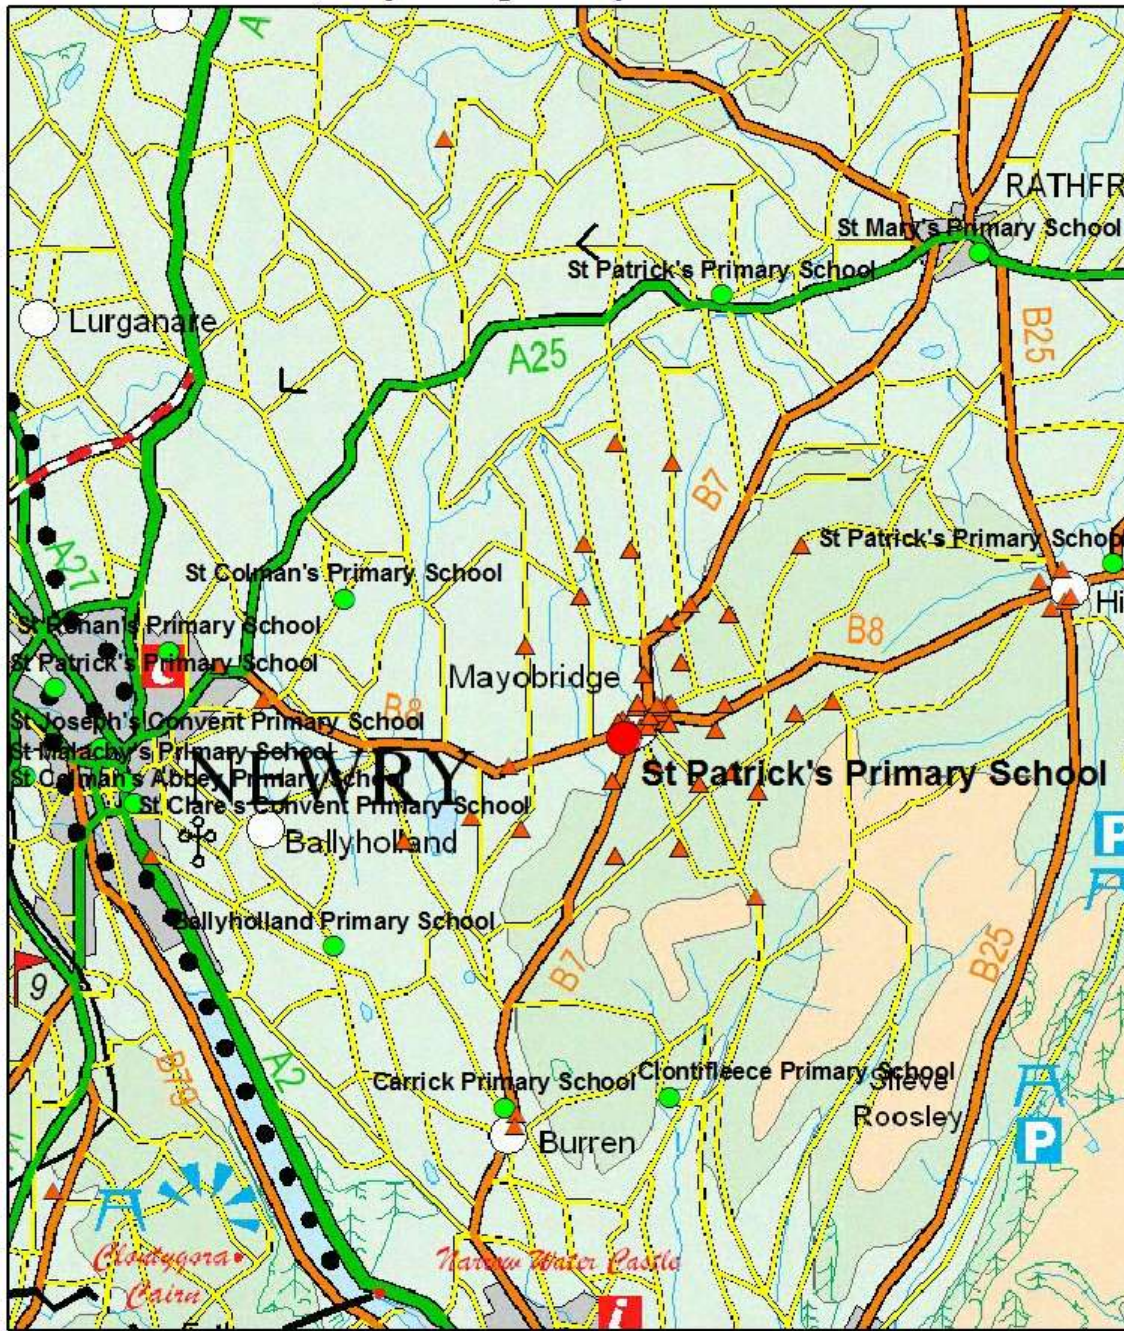 A
RATHFR
St Mary's Primary School
St Patrick's Primary School
Lurganare
A25
B25
B7
A27
St Patrick's Primary School
St Colman's Primary School
Hi
St Ronan's Primary School
B8
St Patrick's Primary School
Mayobridge
B8
St Joseph's Convent Primary School
St Malachy's Primary School
St Patrick's Primary School
St Colman's Abbey Primary School
NEWRY
St Clare's Convent Primary School
P
Ballyholland
Ballyholland Primary School
B7
B25
9
A2
B79
Carrick Primary School
Clontifleece Primary School
Slieve
Roosley
Burren
P
Clontygora
Cairn
Narrow Water Castle
i